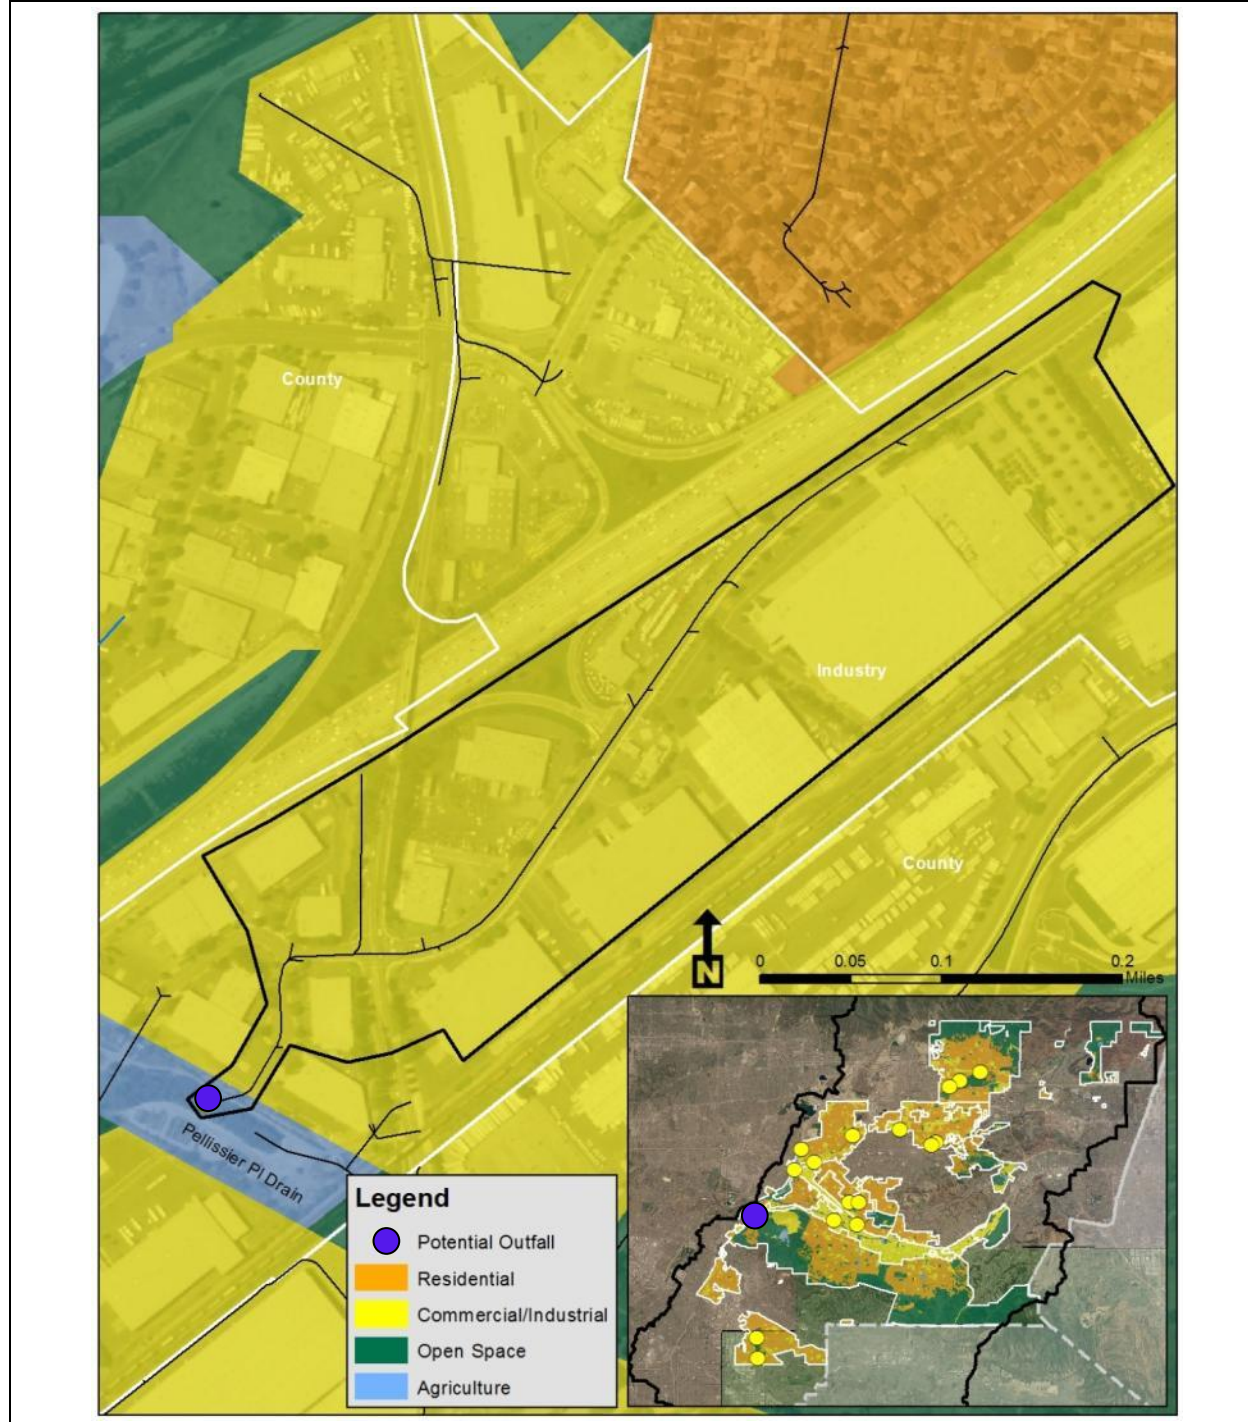 County
Industry
County
N
0 0.05 0.1 0.2
Miles
Pellissier Pl Drain
Legend
Potential Outfall
Residential
Commercial/Industrial
Open Space
Agriculture